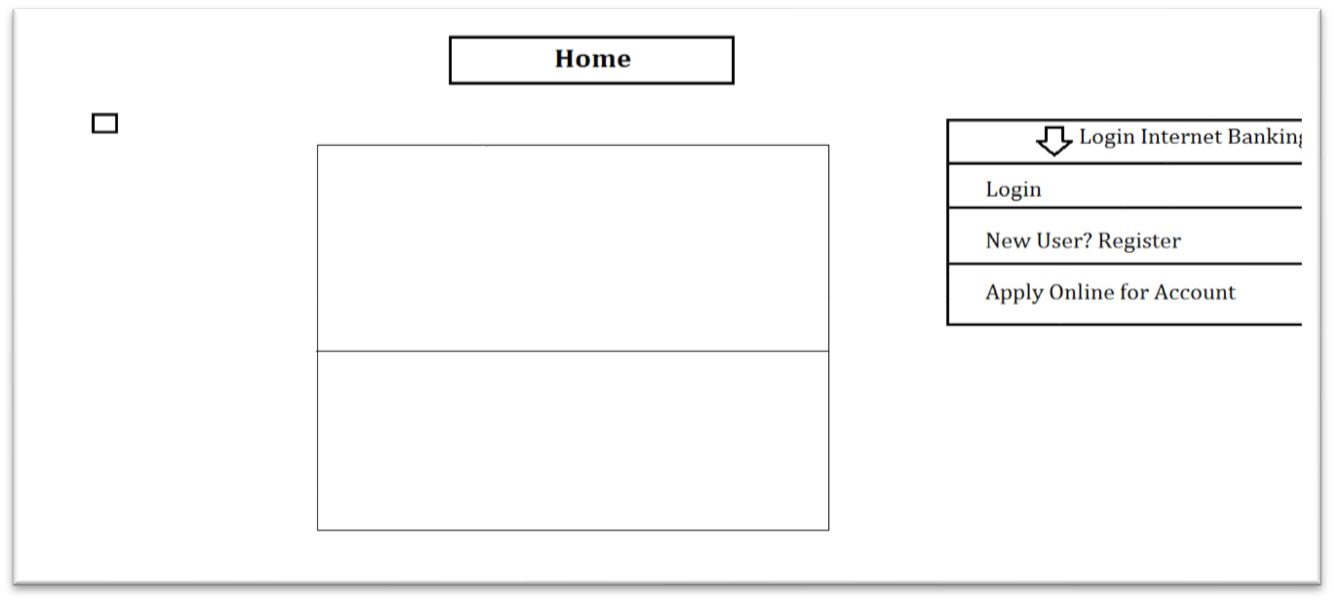 Home
Login Internet Banking
Login
New User? Register
Apply Online for Account